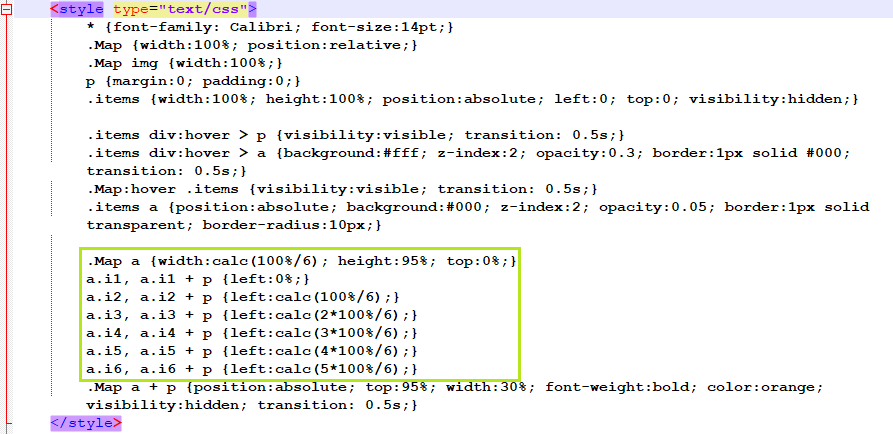 <style type="text/css">
* {font-family: Calibri; font-size:14pt;}
.Map {width:100%; position:relative;}
.Map img {width:100%;}
p {margin:0; padding:0;}
.items {width:100%; height:100%; position:absolute; left:0; top:0; visibility:hidden;}
.items div:hover > p {visibility:visible; transition: 0.5s;}
.items div:hover > a {background:#fff; z-index:2; opacity:0.3; border:1px solid #000;
transition: 0.5s;}
.Map:hover .items {visibility:visible; transition: 0.5s;}
.items a {position:absolute; background:#000; z-index:2; opacity:0.05; border:1px solid
transparent; border-radius:10px;}
.Map a {width:calc(100%/6); height:95%; top:0%;}
a.i1, a.i1 + p {left:0%;}
a.i2, a.i2 + p {left:calc(100%/6);}
a.i3, a.i3 + p {left:calc(2*100%/6);}
a.i4, a.i4 + p {left:calc(3*100%/6);}
a.i5, a.i5 + p {left:calc(4*100%/6);}
a.i6, a.i6 + p {left:calc(5*100%/6);}
.Map a + p {position:absolute; top:95%; width:30%; font-weight:bold; color:orange;
visibility:hidden; transition: 0.5s;}
</style>